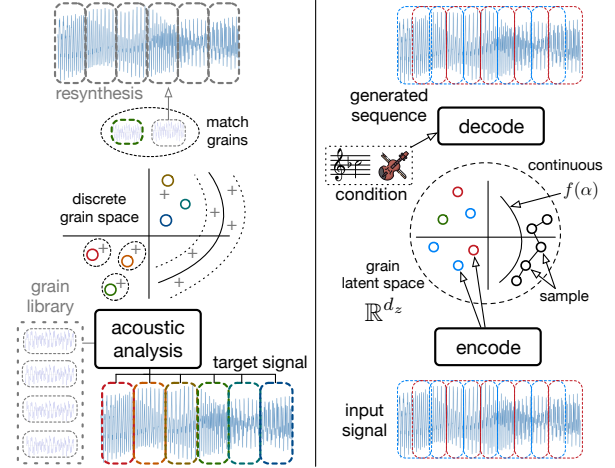 resynthesis
match
grains
discrete
grain space
grain
library
acoustic
analysis
target signal
generated
sequence
decode
condition
continuous
f(α)
grain
latent space
ℝ^{d_z}
sample
encode
input
signal